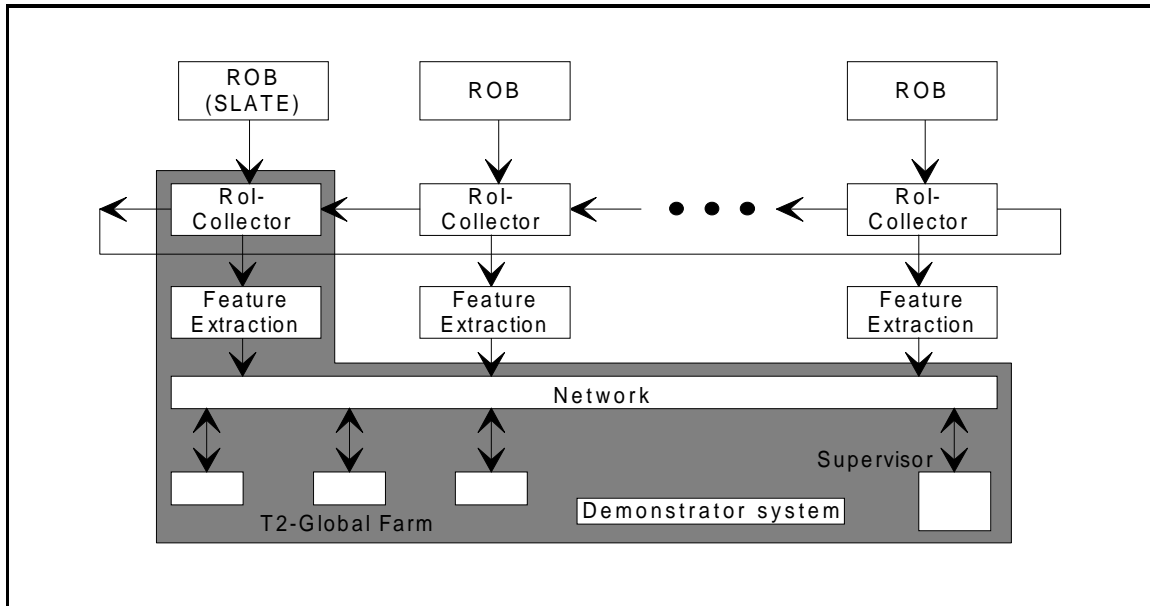 ROB
(SLATE)
ROB
ROB
RoI-
Collector
RoI-
Collector
RoI-
Collector
Feature
Extraction
Feature
Extraction
Feature
Extraction
Network
Supervisor
T2-Global Farm
Demonstrator system